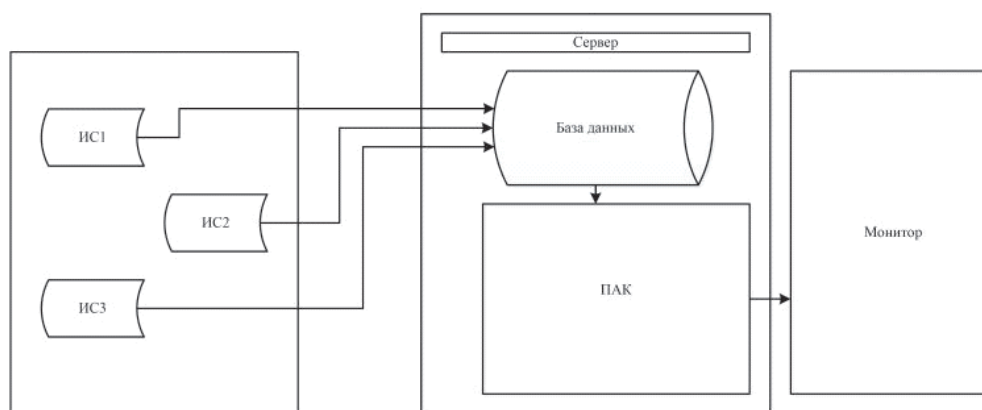 Сервер
ИС1
База данных
ИС2
Монитор
ИС3
ПАК